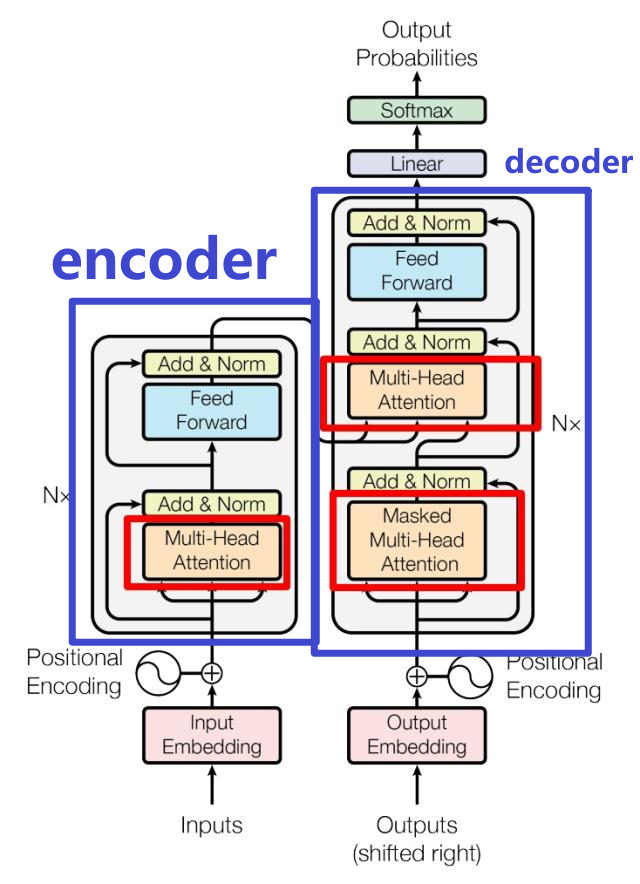 Output
Probabilities
Softmax
Linear
decoder
Add & Norm
Feed
Forward
Add & Norm
Multi-Head
Attention
N×
Add & Norm
Masked
Multi-Head
Attention
Positional
Encoding
Output
Embedding
Outputs
(shifted right)
encoder
Add & Norm
Feed
Forward
N×
Add & Norm
Multi-Head
Attention
Positional
Encoding
Input
Embedding
Inputs